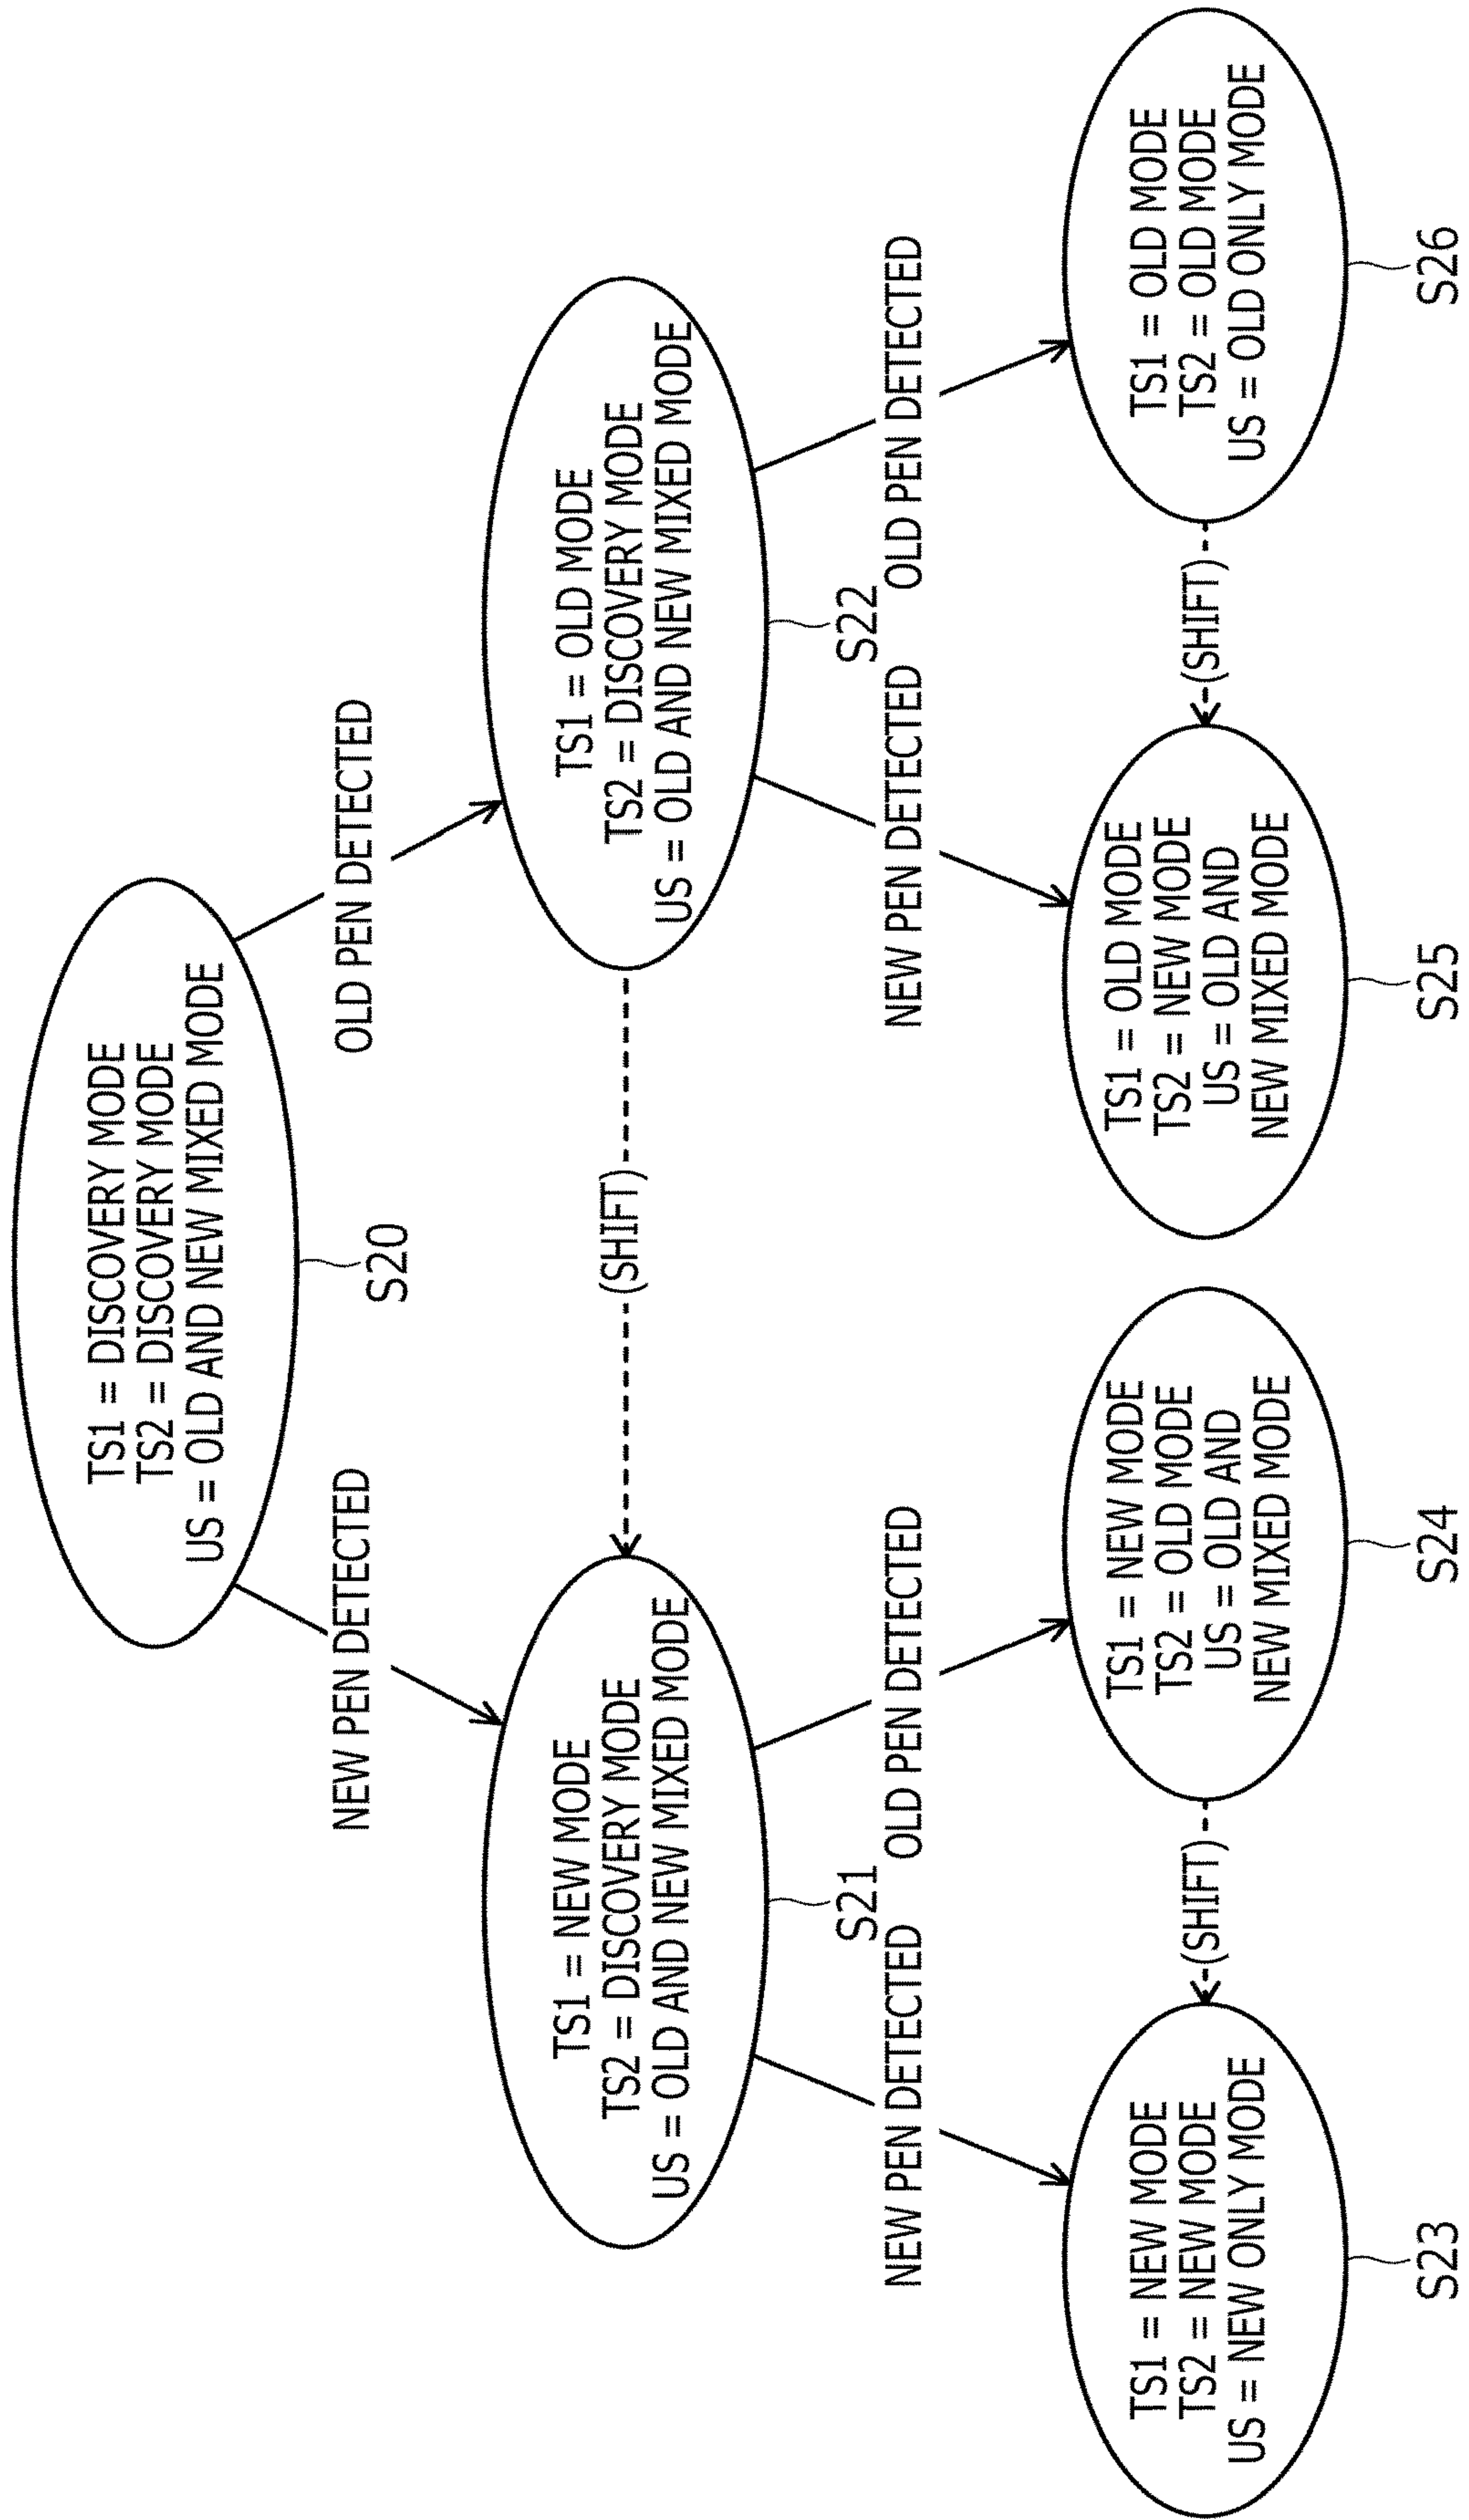 TS1 = DISCOVERY MODE
TS2 = DISCOVERY MODE
US = OLD AND NEW MIXED MODE
S20
NEW PEN DETECTED
OLD PEN DETECTED
TS1 = NEW MODE
TS2 = DISCOVERY MODE
US = OLD AND NEW MIXED MODE
S21
(SHIFT)
TS1 = OLD MODE
TS2 = DISCOVERY MODE
US = OLD AND NEW MIXED MODE
S22
NEW PEN DETECTED
OLD PEN DETECTED
NEW PEN DETECTED
OLD PEN DETECTED
TS1 = NEW MODE
TS2 = NEW MODE
US = NEW ONLY MODE
S23
(SHIFT)
TS1 = NEW MODE
TS2 = OLD MODE
US = OLD AND
NEW MIXED MODE
S24
TS1 = OLD MODE
TS2 = NEW MODE
US = OLD AND
NEW MIXED MODE
S25
(SHIFT)
TS1 = OLD MODE
TS2 = OLD MODE
US = OLD ONLY MODE
S26